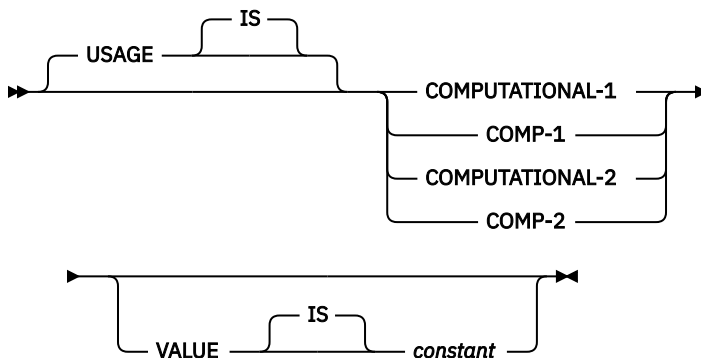 IS
USAGE
COMPUTATIONAL-1
COMP-1
COMPUTATIONAL-2
COMP-2
IS
VALUE constant